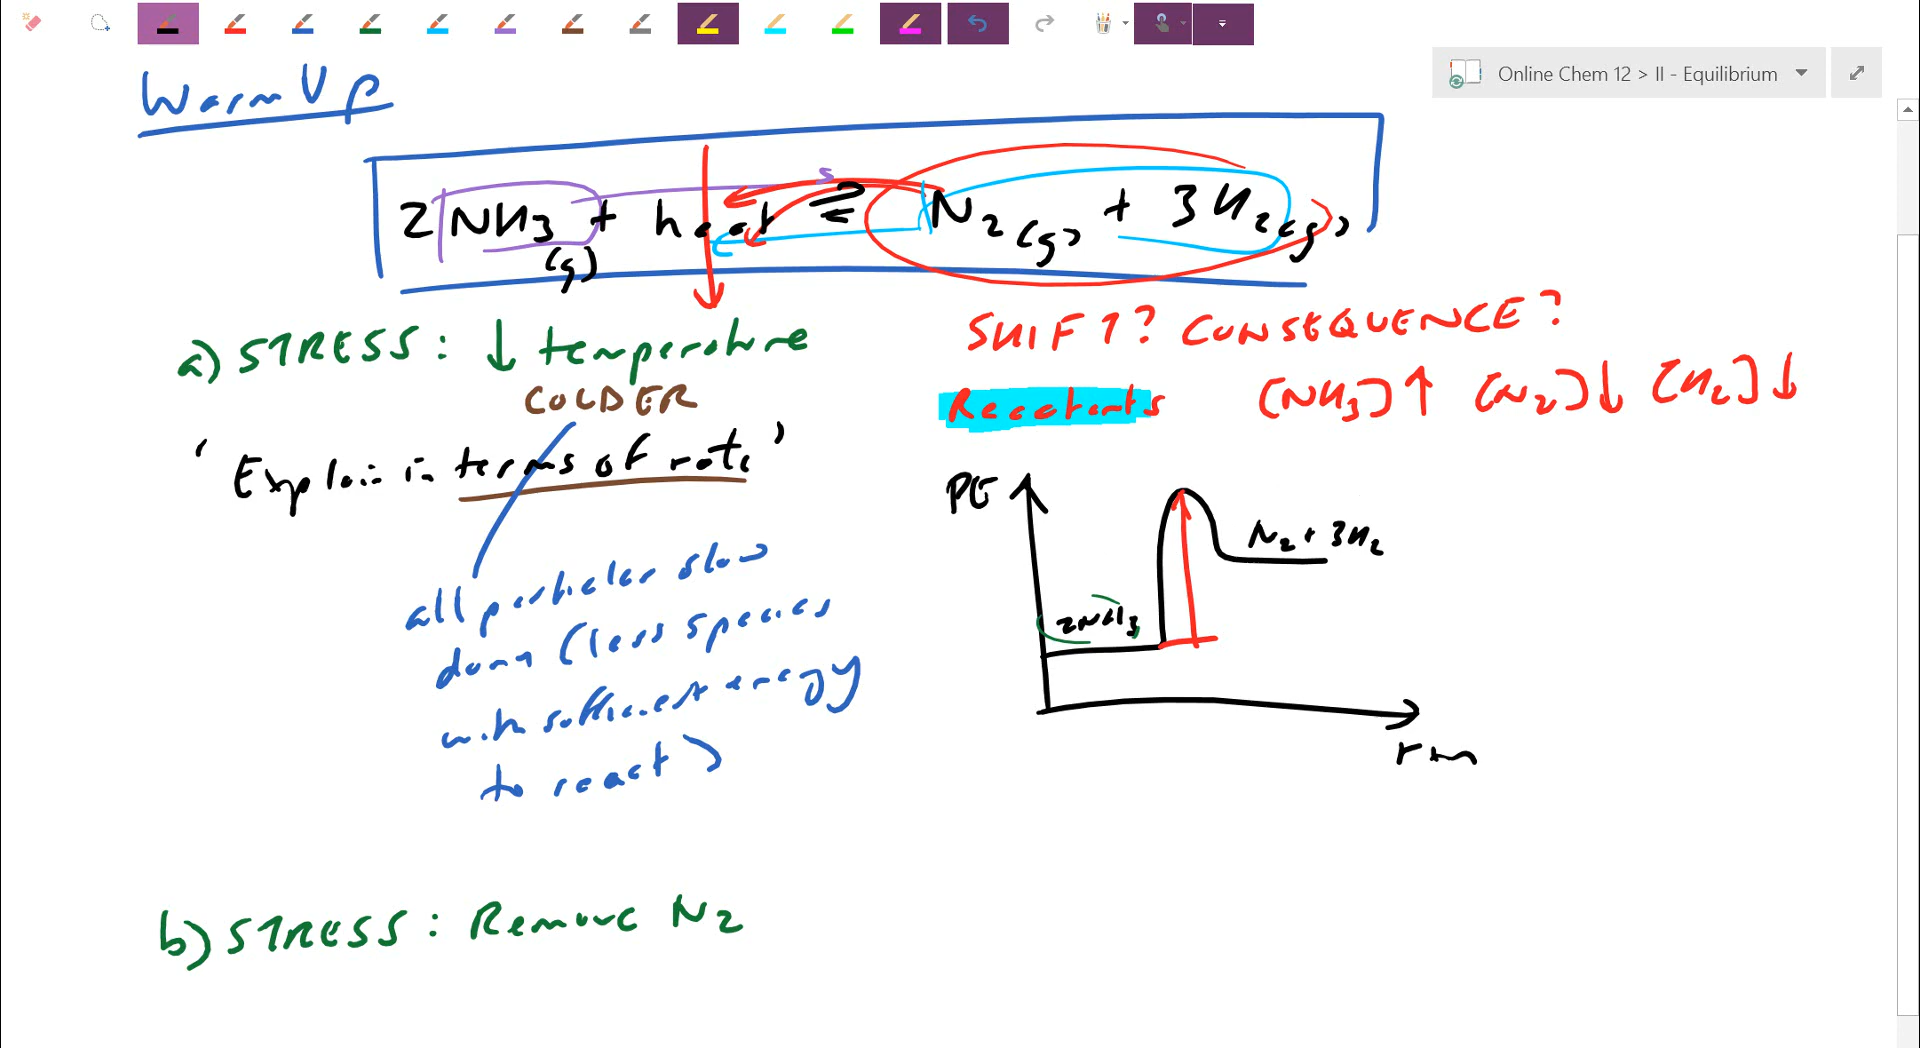 Online Chem 12 > II - Equilibrium
Warm Up
2NH3(g) + heat ⇌ N2(g) + 3H2(g)
a) STRESS: ↓ temperature
COLDER
SHIFT? CONSEQUENCE?
Reactants [NH3]↑ [N2]↓ [H2]↓
"Explain in terms of rate"
all particles slow
down (less species
with sufficient energy
to react)
PE
N2 + 3H2
2NH3
rxn
b) STRESS: Remove N2